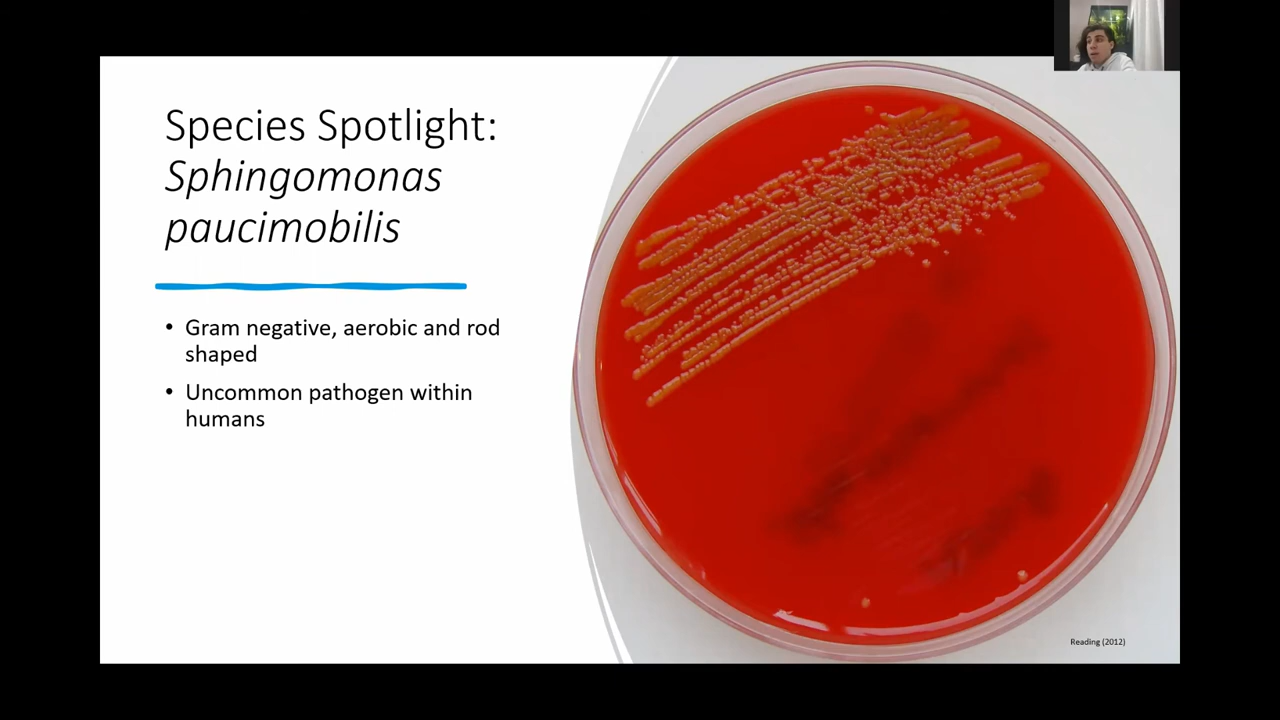 Species Spotlight:
Sphingomonas
paucimobilis
• Gram negative, aerobic and rod
shaped
• Uncommon pathogen within
humans
Reading (2012)